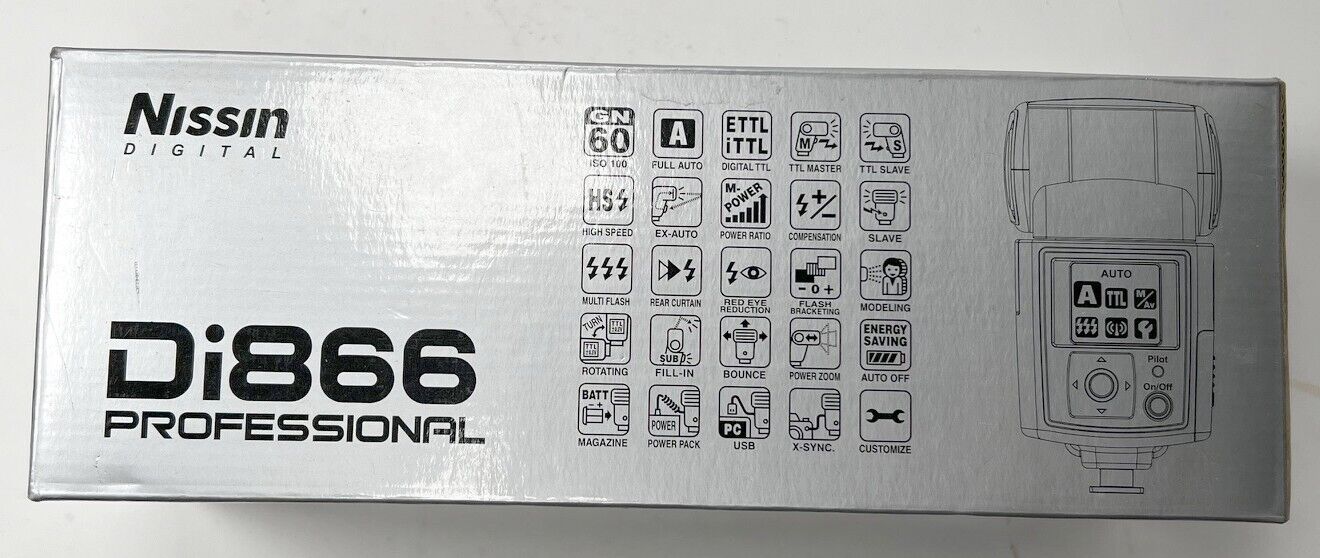 Nissin
DIGITAL
Di866
PROFESSIONAL
GN
60
ISO 100
A
FULL AUTO
ETTL
iTTL
DIGITAL TTL
M
TTL MASTER
S
TTL SLAVE
HS
HIGH SPEED
EX-AUTO
M-
POWER
POWER RATIO
+/−
COMPENSATION
SLAVE
MULTI FLASH
REAR CURTAIN
RED EYE
REDUCTION
− 0 +
FLASH
BRACKETING
MODELING
TURN
TTL
TTL
ROTATING
SUB
FILL-IN
BOUNCE
POWER ZOOM
ENERGY
SAVING
AUTO OFF
BATT
− +
MAGAZINE
POWER
POWER PACK
PC
USB
X-SYNC.
CUSTOMIZE
AUTO
A TTL M/Av
Pilot
On/Off